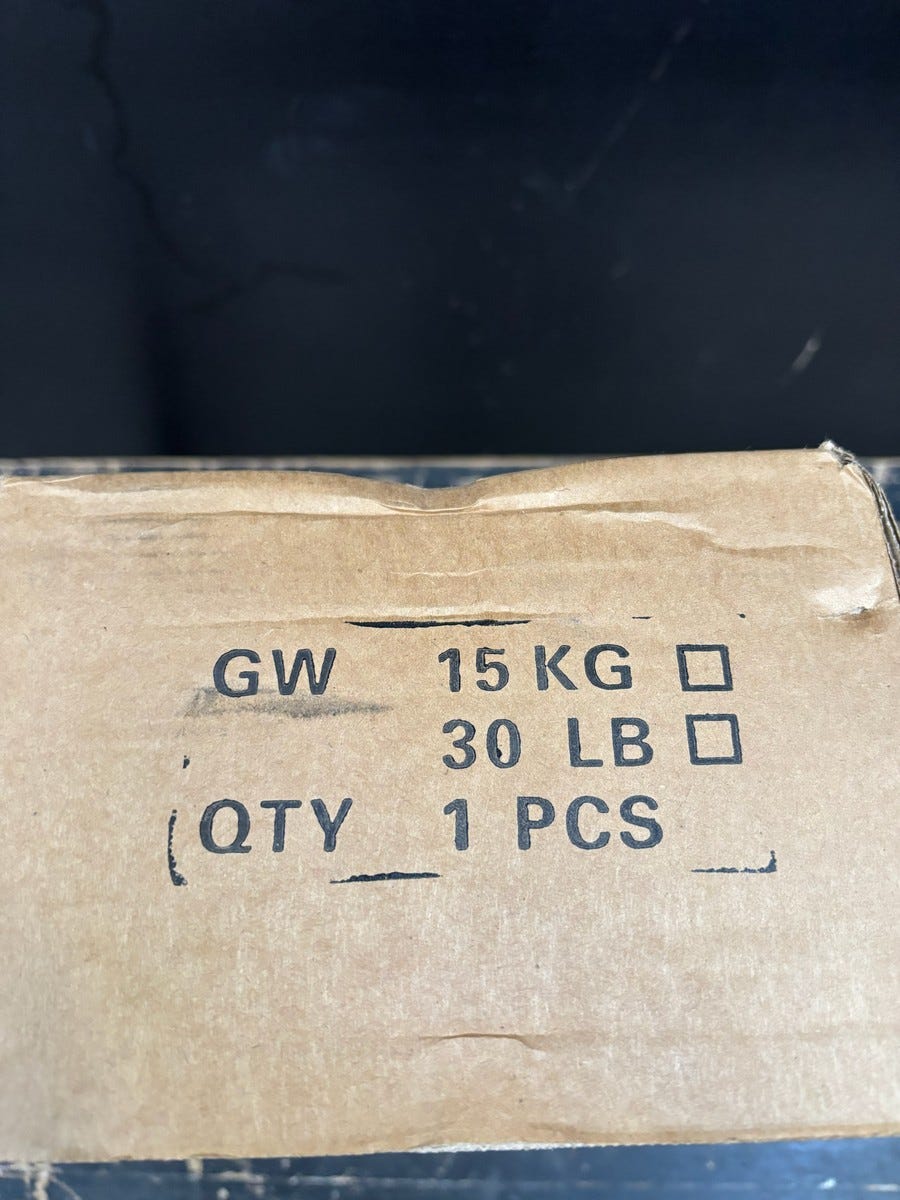 GW 15 KG □
30 LB □
QTY 1 PCS